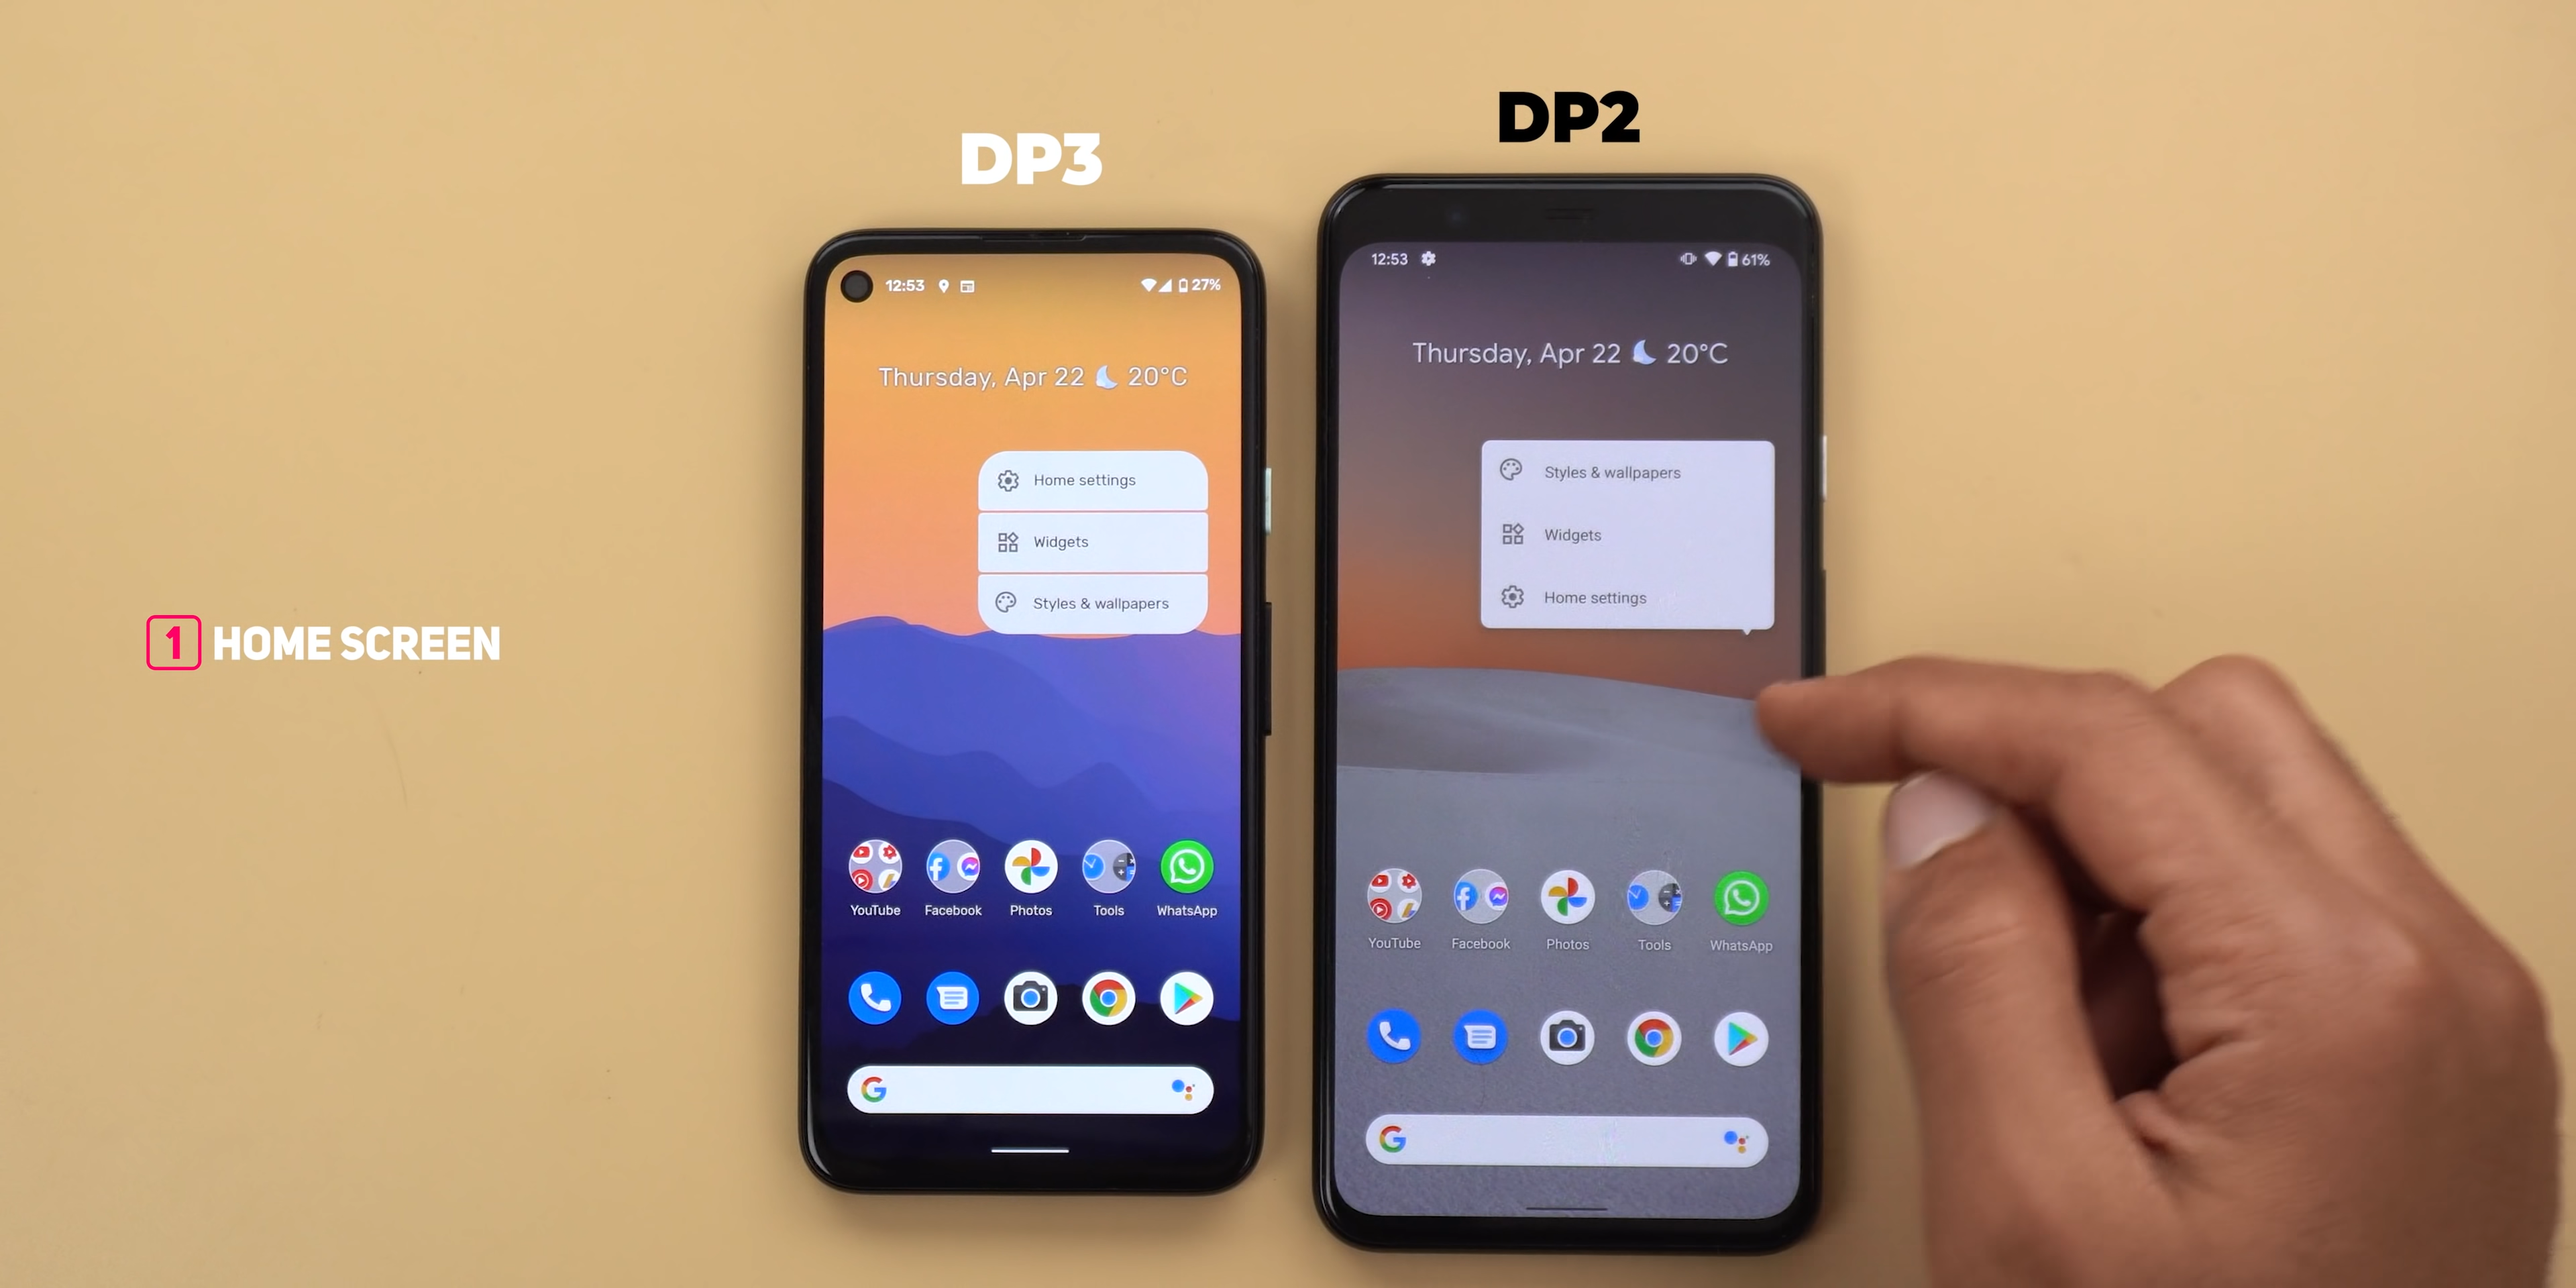 DP3
DP2
1 HOME SCREEN
12:53
27%
Thursday, Apr 22 20°C
Home settings
Widgets
Styles & wallpapers
YouTube Facebook Photos Tools WhatsApp
G
12:53
61%
Thursday, Apr 22 20°C
Styles & wallpapers
Widgets
Home settings
YouTube Facebook Photos Tools WhatsApp
G